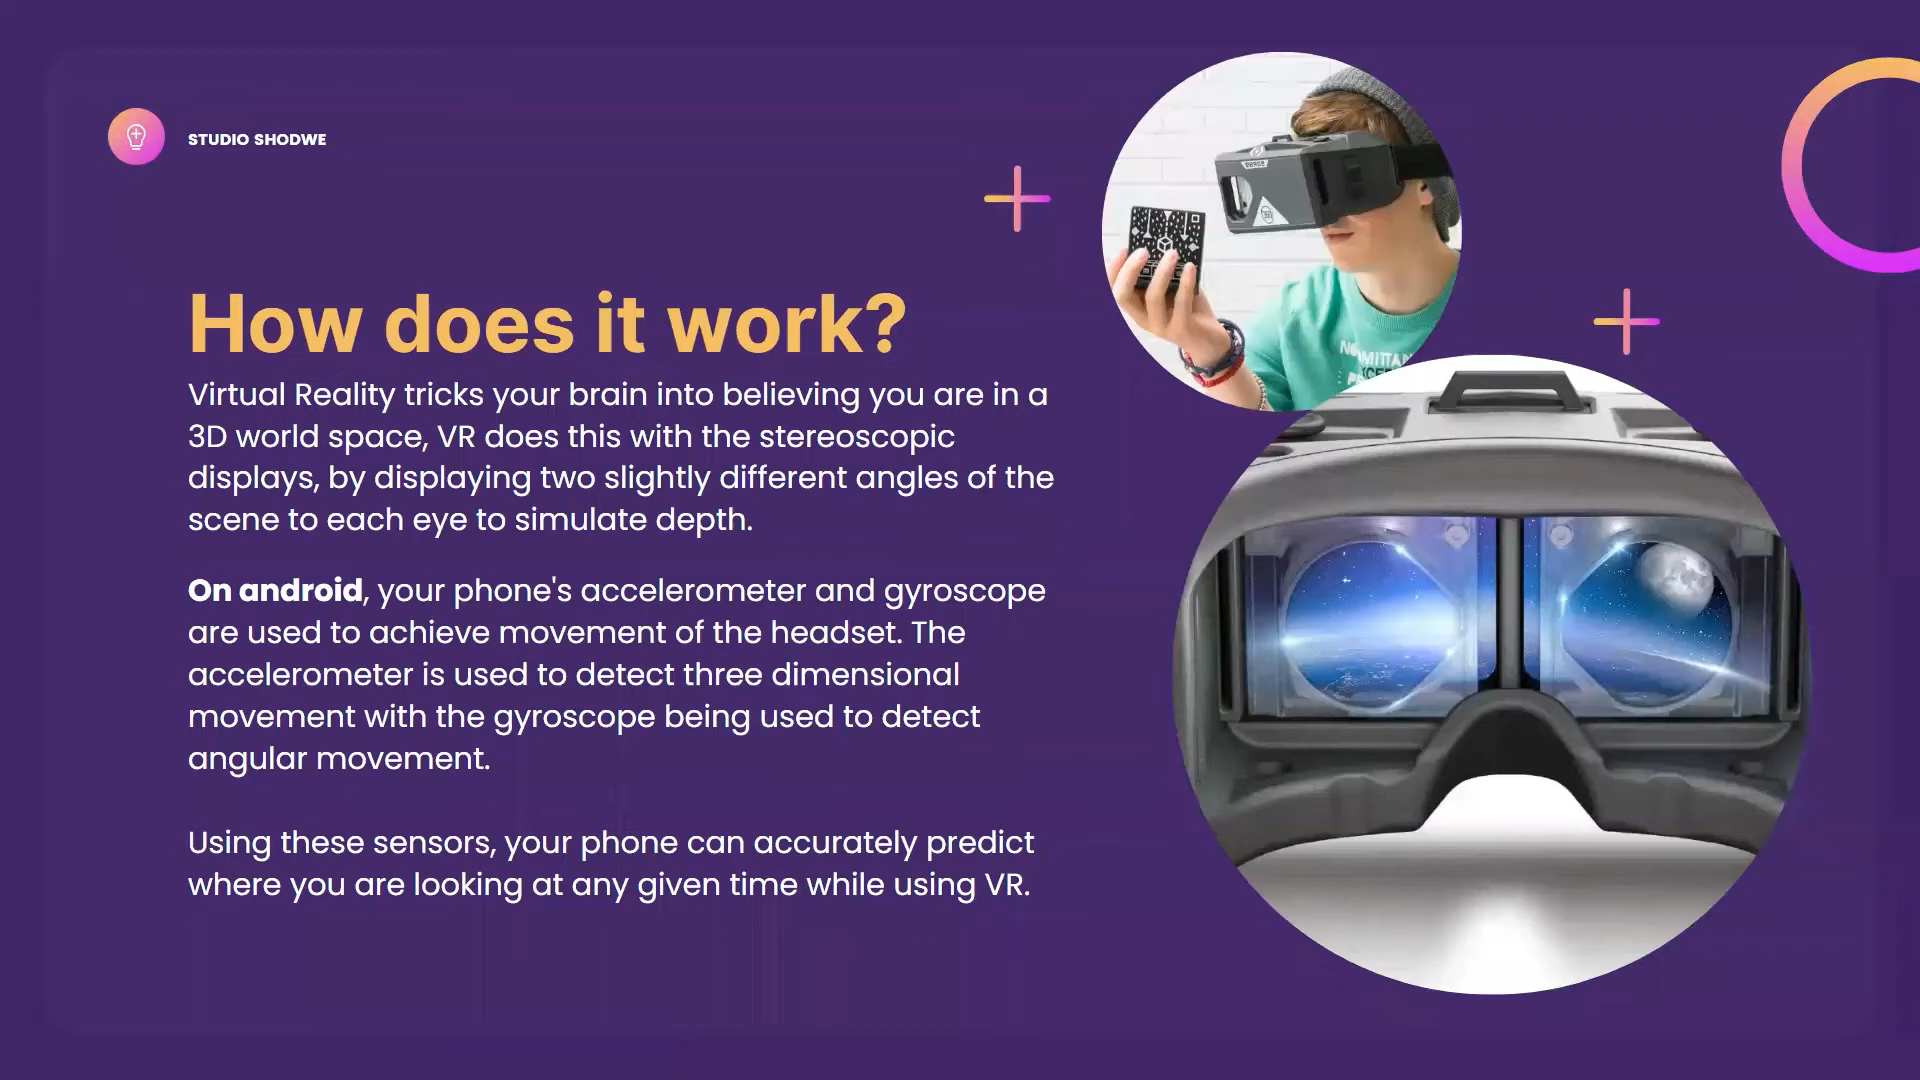 STUDIO SHODWE
How does it work?
Virtual Reality tricks your brain into believing you are in a
3D world space, VR does this with the stereoscopic
displays, by displaying two slightly different angles of the
scene to each eye to simulate depth.
On android, your phone's accelerometer and gyroscope
are used to achieve movement of the headset. The
accelerometer is used to detect three dimensional
movement with the gyroscope being used to detect
angular movement.
Using these sensors, your phone can accurately predict
where you are looking at any given time while using VR.